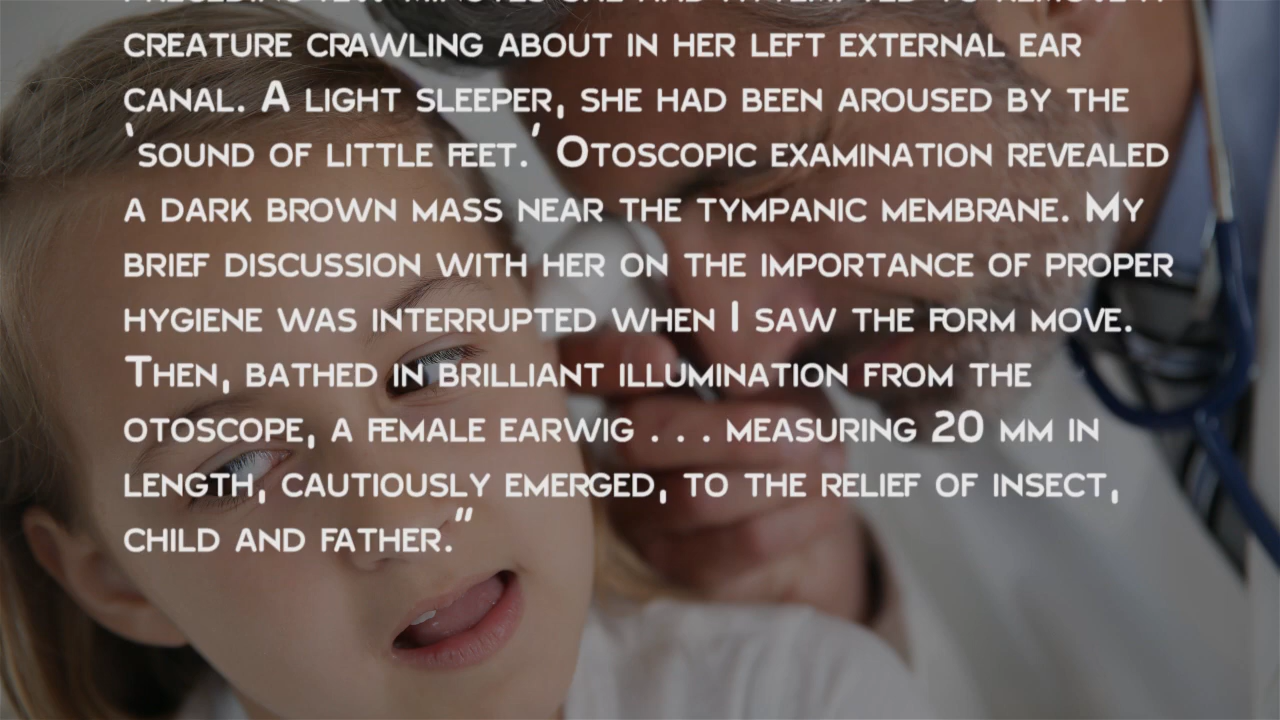 CREATURE CRAWLING ABOUT IN HER LEFT EXTERNAL EAR
CANAL. A LIGHT SLEEPER, SHE HAD BEEN AROUSED BY THE
'SOUND OF LITTLE FEET.' OTOSCOPIC EXAMINATION REVEALED
A DARK BROWN MASS NEAR THE TYMPANIC MEMBRANE. MY
BRIEF DISCUSSION WITH HER ON THE IMPORTANCE OF PROPER
HYGIENE WAS INTERRUPTED WHEN I SAW THE FORM MOVE.
THEN, BATHED IN BRILLIANT ILLUMINATION FROM THE
OTOSCOPE, A FEMALE EARWIG . . . MEASURING 20 MM IN
LENGTH, CAUTIOUSLY EMERGED, TO THE RELIEF OF INSECT,
CHILD AND FATHER."